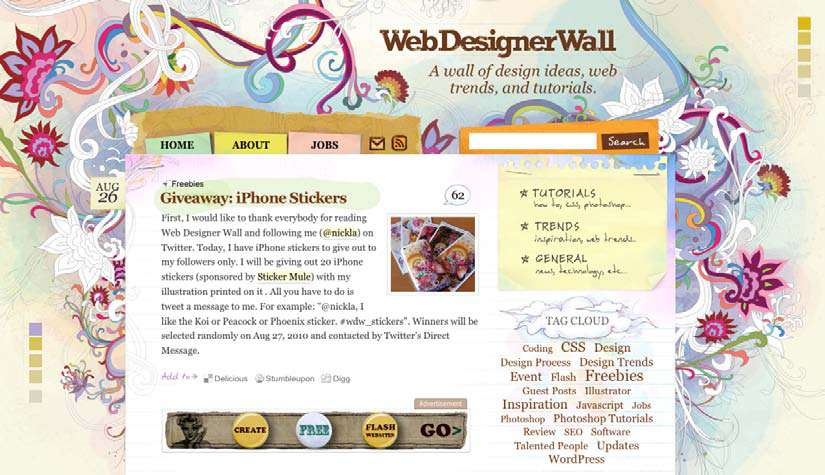 WebDesignerWall
A wall of design ideas, web
trends, and tutorials.
HOME
ABOUT
JOBS
Search
AUG
26
Freebies
Giveaway: iPhone Stickers
62
First, I would like to thank everybody for reading
Web Designer Wall and following me (@nickla) on
Twitter. Today, I have iPhone stickers to give out to
my followers only. I will be giving out 20 iPhone
stickers (sponsored by Sticker Mule) with my
illustration printed on it . All you have to do is
tweet a message to me. For example: "@nickla, I
like the Koi or Peacock or Phoenix sticker. #wdw_stickers". Winners will be
selected randomly on Aug 27, 2010 and contacted by Twitter's Direct
Message.
Add to
Delicious
Stumbleupon
Digg
Advertisement
CREATE
FREE
FLASH
WEBSITES
GO>
TUTORIALS
how to, CSS, photoshop...
TRENDS
inspiration, web trends...
GENERAL
news, technology, etc...
TAG CLOUD
Coding CSS Design
Design Process Design Trends
Event Flash Freebies
Guest Posts Illustrator
Inspiration Javascript Jobs
Photoshop Photoshop Tutorials
Review SEO Software
Talented People Updates
WordPress